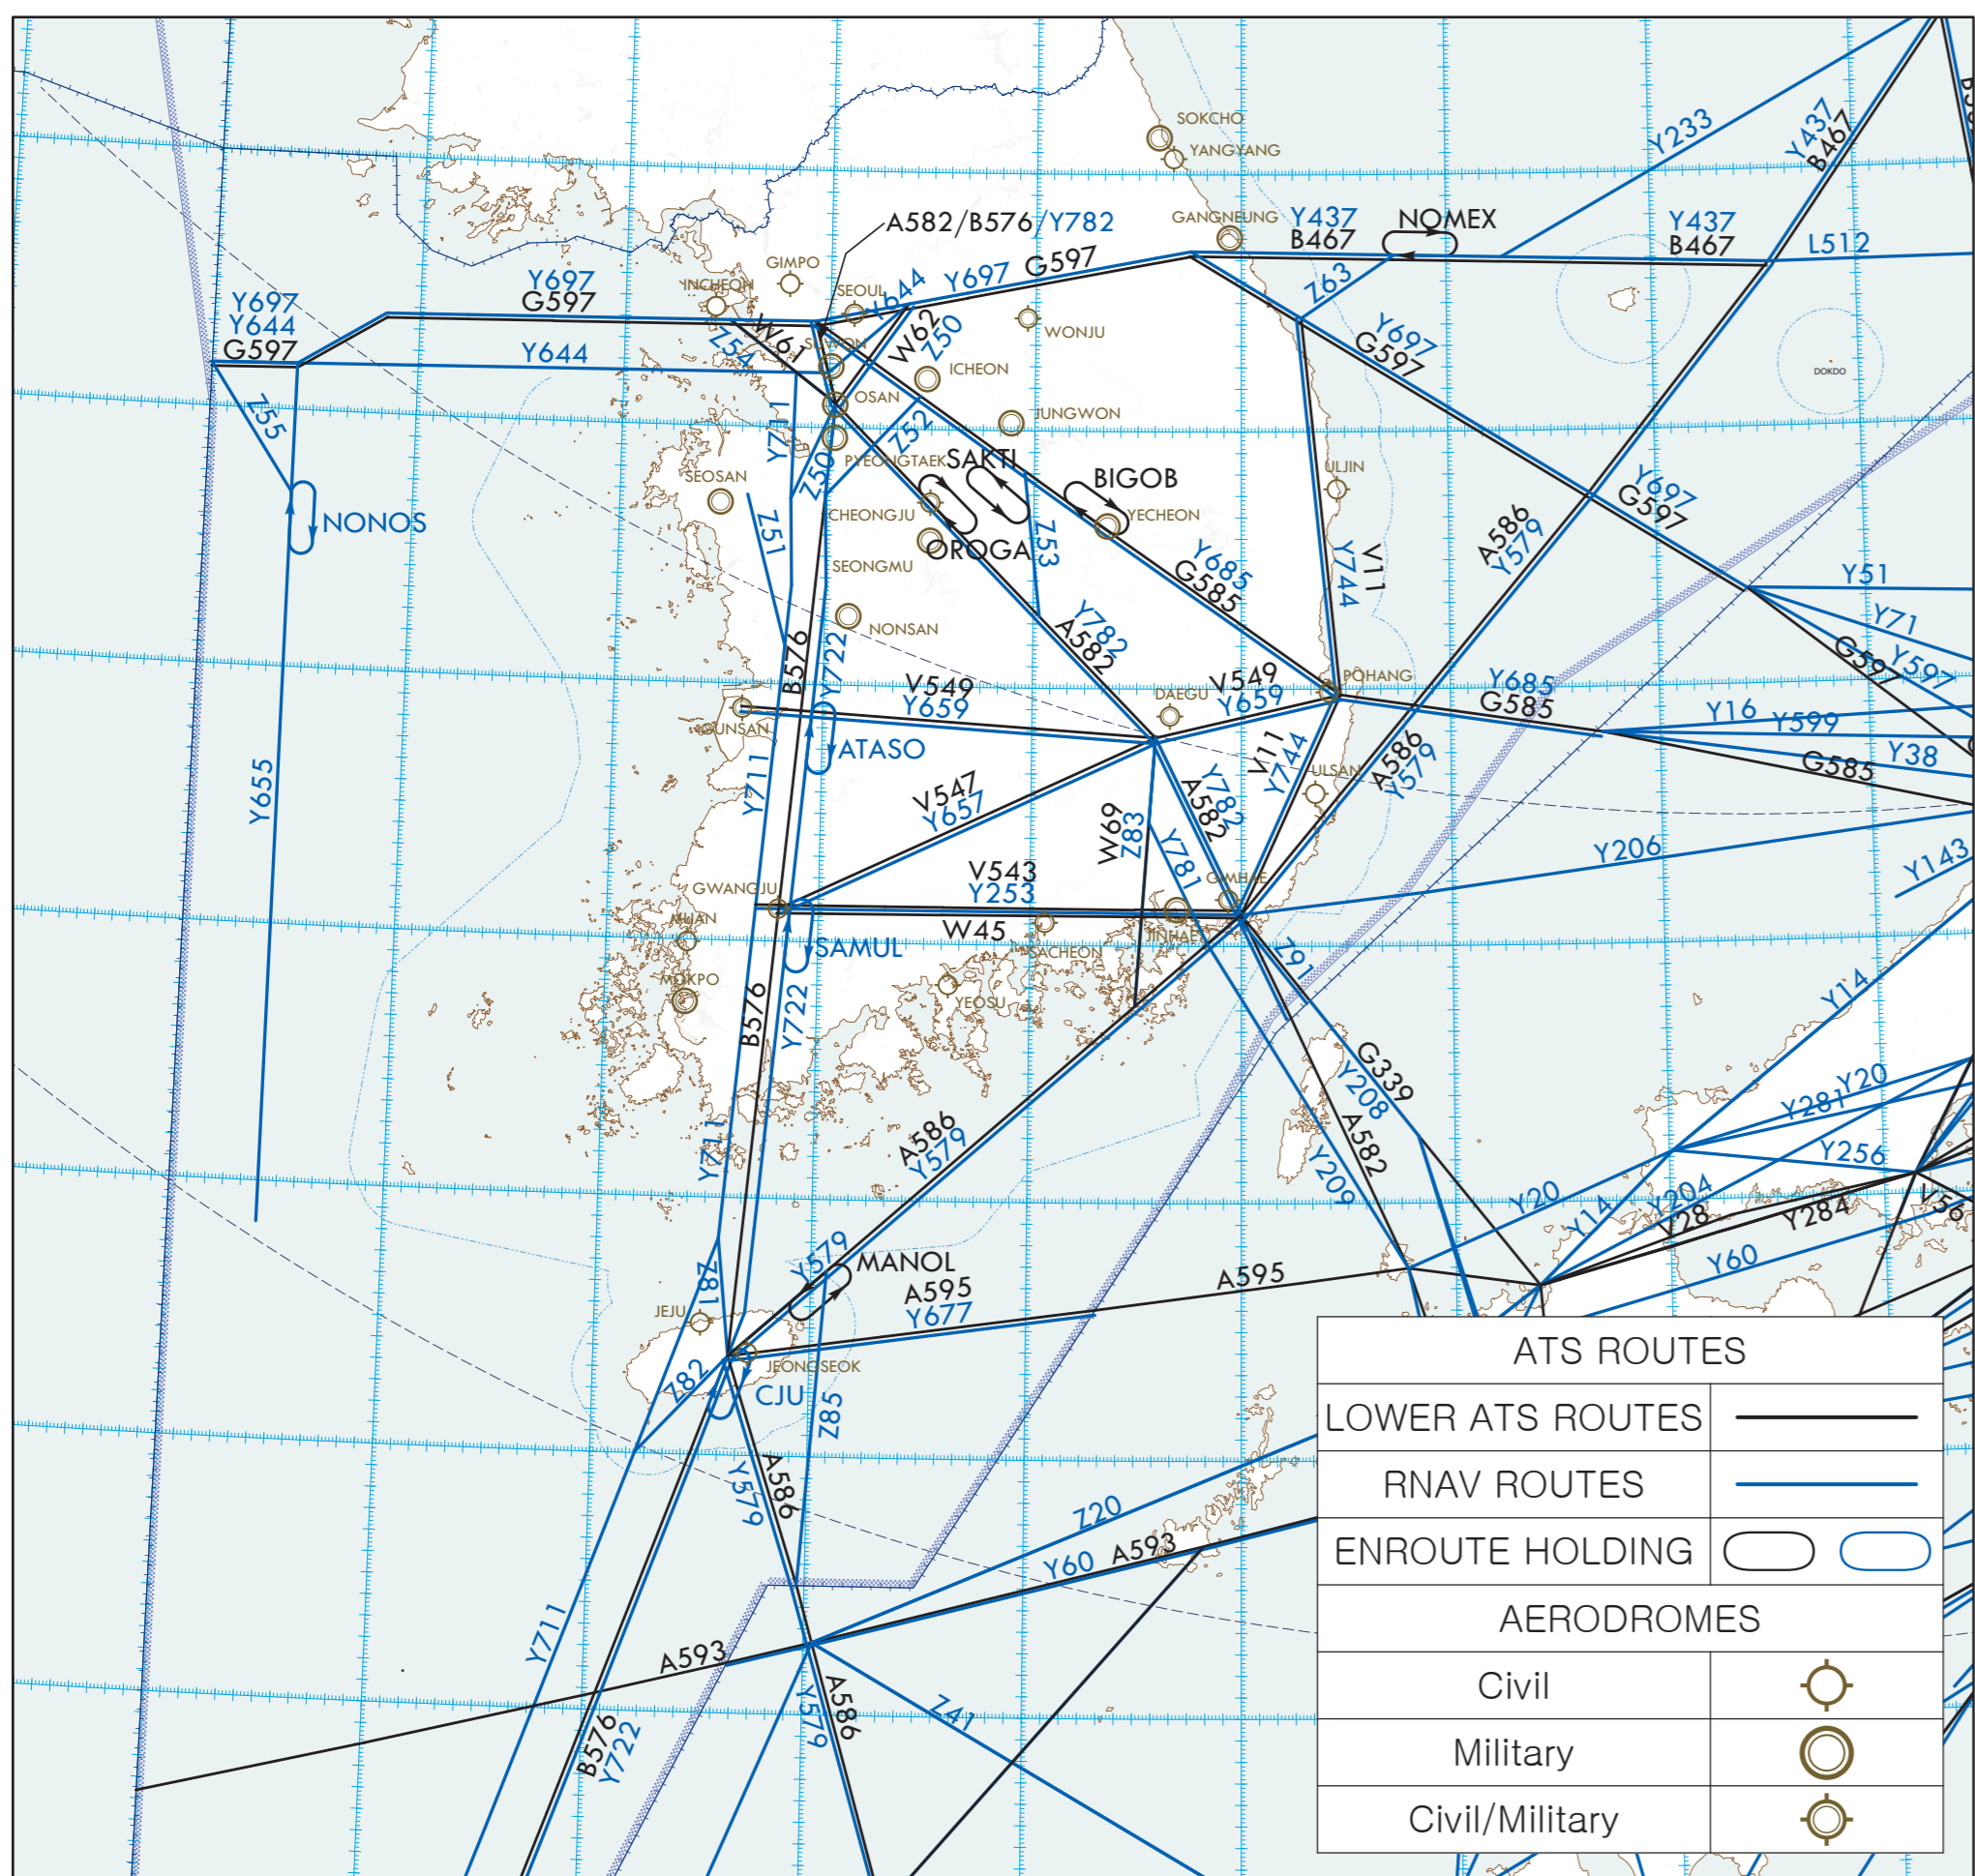 SOKCHO
YANGYANG
Y233
Y437
B467
GANGNEUNG
Y437
B467
NOMEX
Y437
B467
L512
A582/B576/Y782
GIMPO
Y697
G597
Y697
G597
Z63
INCHEON
SEOUL
Y644
Y697
Y644
G597
W61
Z54
SUWON
W62
Z50
WONJU
Y644
ICHEON
Y697
G597
DOKDO
Z55
Y711
OSAN
Z52
JUNGWON
PYEONGTAEK
SAKTI
BIGOB
ULJIN
Z50
SEOSAN
NONOS
Z51
CHEONGJU
YECHEON
Y697
G597
OROGA
Z53
A586
Y579
SEONGMU
Y685
G585
Y744
V11
Y51
NONSAN
Y782
A582
Y71
G597
Y597
B576
Y722
V549
Y659
V549
Y659
DAEGU
POHANG
Y685
G585
Y16
Y599
Y38
G585
GUNSAN
ATASO
Y655
Y711
V547
Y657
W69
Z83
Y782
A582
V11
Y744
A586
Y579
ULSAN
Y206
Y143
Y781
V543
Y253
W45
GWANGJU
MUAN
GIMHAE
JINHAE
SACHEON
SAMUL
MOKPO
YEOSU
Z91
Y14
B576
Y722
G339
Y208
A582
Y209
Y20
Y281
Y256
Y711
A586
Y579
Y20
Y14
Y204
V28
Y284
Y60
Z81
Y579
MANOL
A595
Y677
A595
JEJU
JEONGSEOK
Z82
CJU
Z85
Y579
A586
Z20
Y60
A593
Y711
A593
B576
Y722
Y579
A586
Z41
ATS ROUTES
LOWER ATS ROUTES
RNAV ROUTES
ENROUTE HOLDING
AERODROMES
Civil
Military
Civil/Military